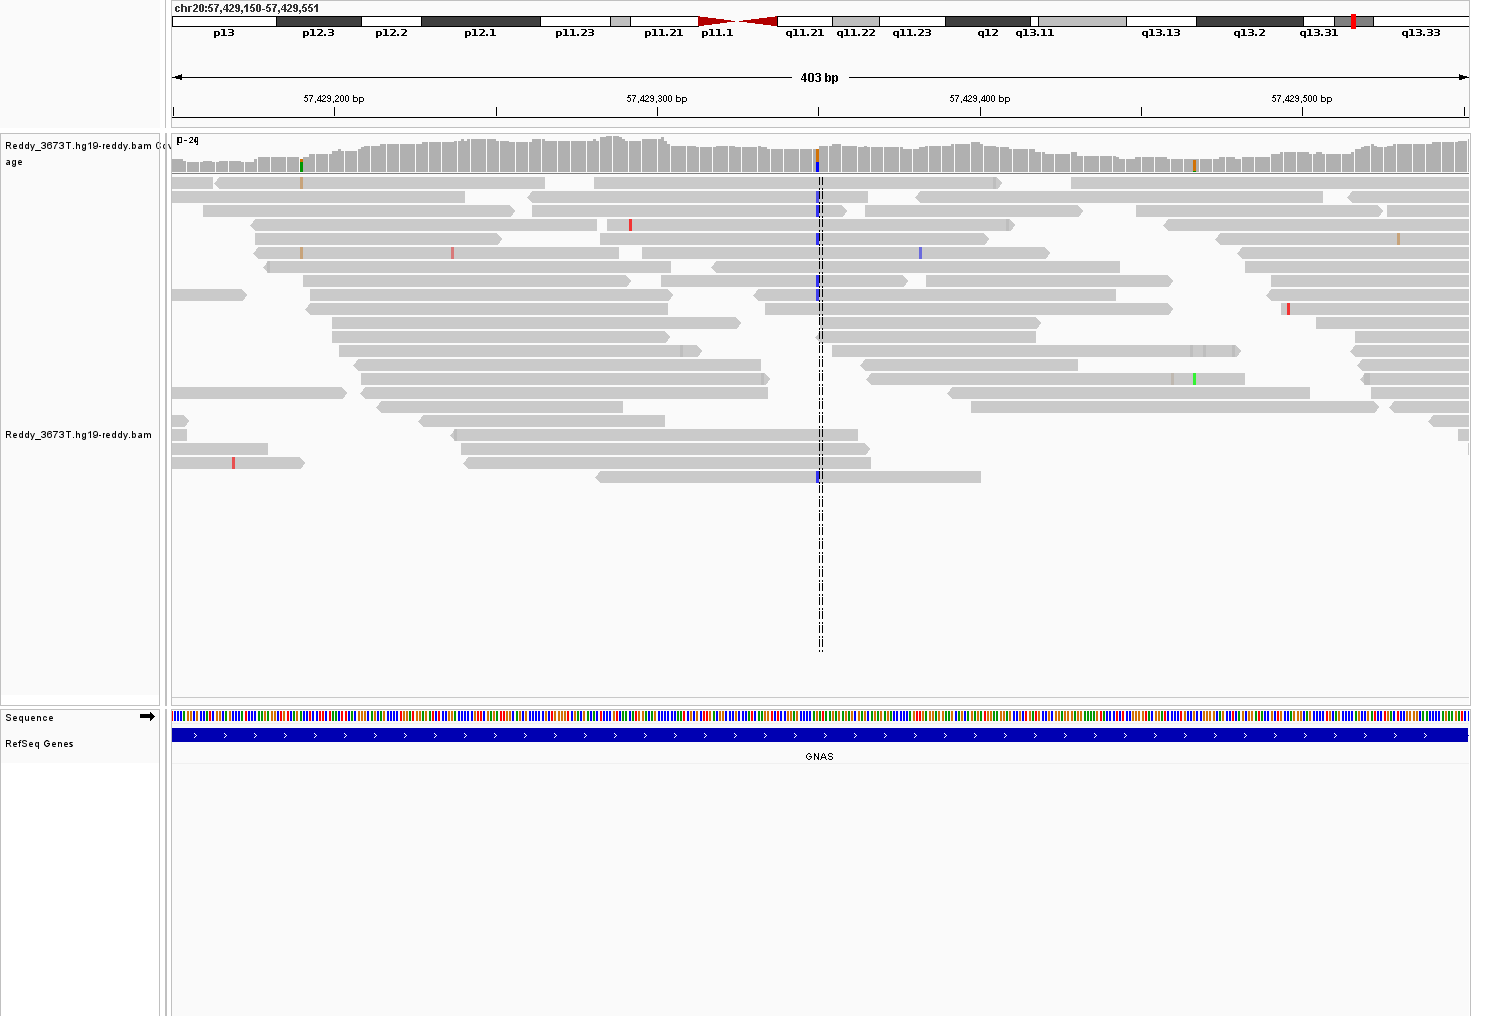 chr20:57,429,150-57,429,551
p13 p12.3 p12.2 p12.1 p11.23 p11.21 p11.1 q11.21 q11.22 q11.23 q12 q13.11 q13.13 q13.2 q13.31 q13.33
403 bp
57,429,200 bp 57,429,300 bp 57,429,400 bp 57,429,500 bp
Reddy_3673T.hg19-reddy.bam Cov
age
Reddy_3673T.hg19-reddy.bam
Sequence
RefSeq Genes
GNAS